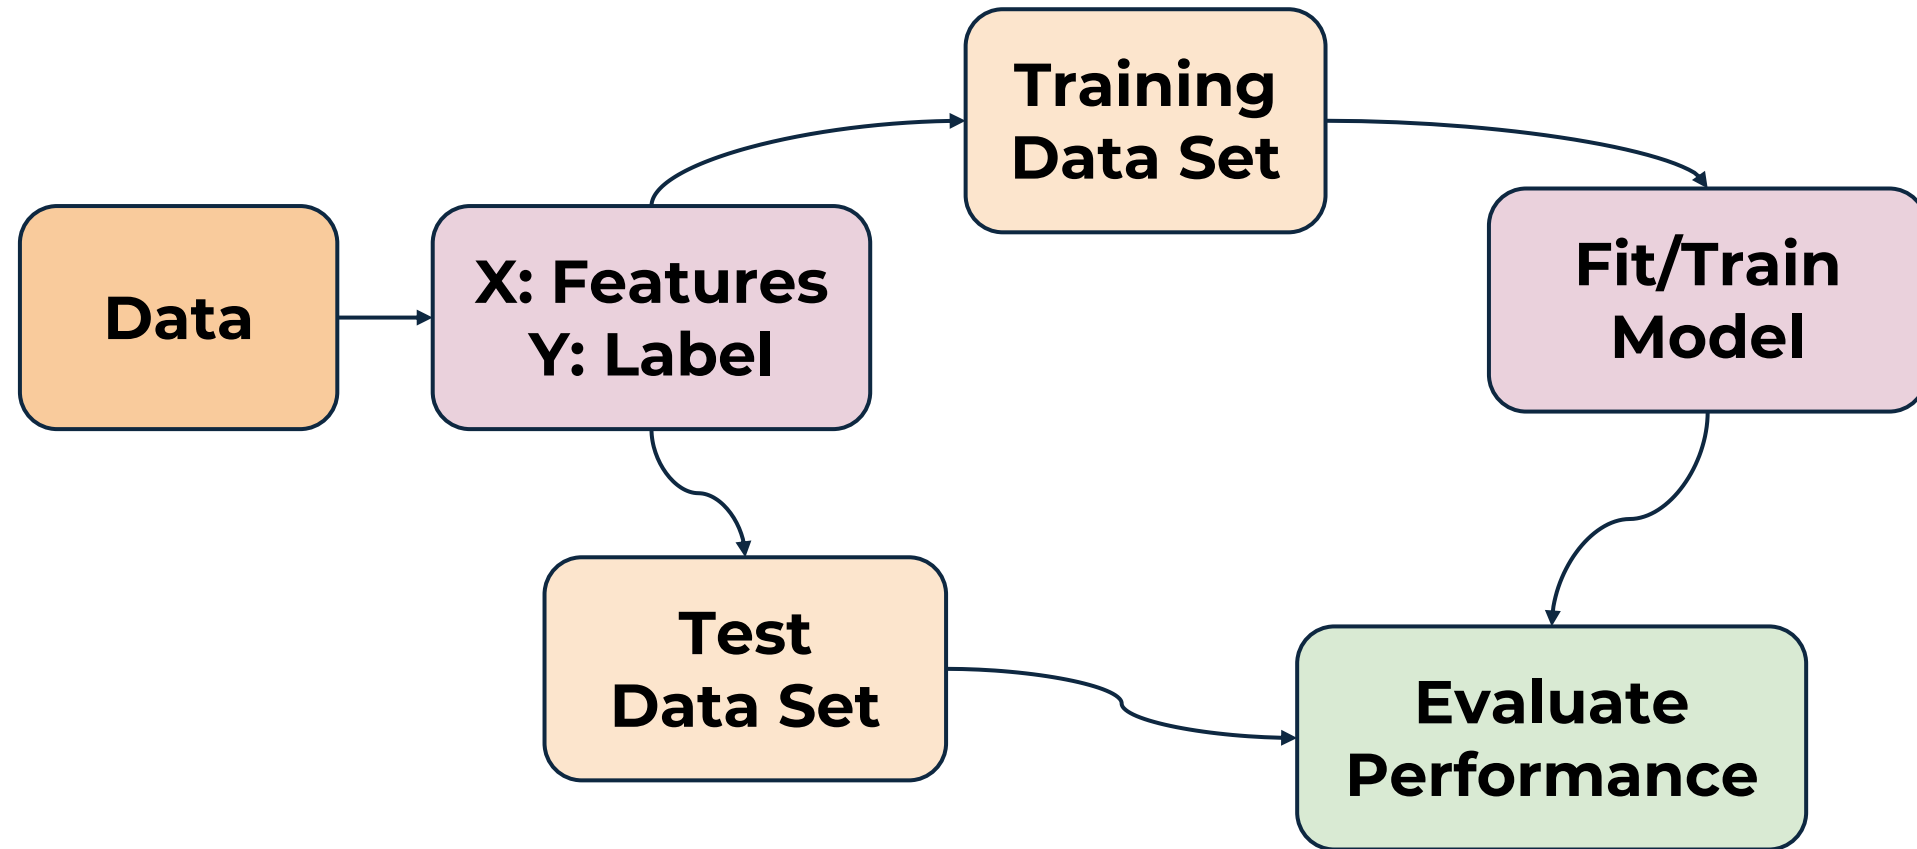 Data
X: Features
Y: Label
Training
Data Set
Fit/Train
Model
Test
Data Set
Evaluate
Performance